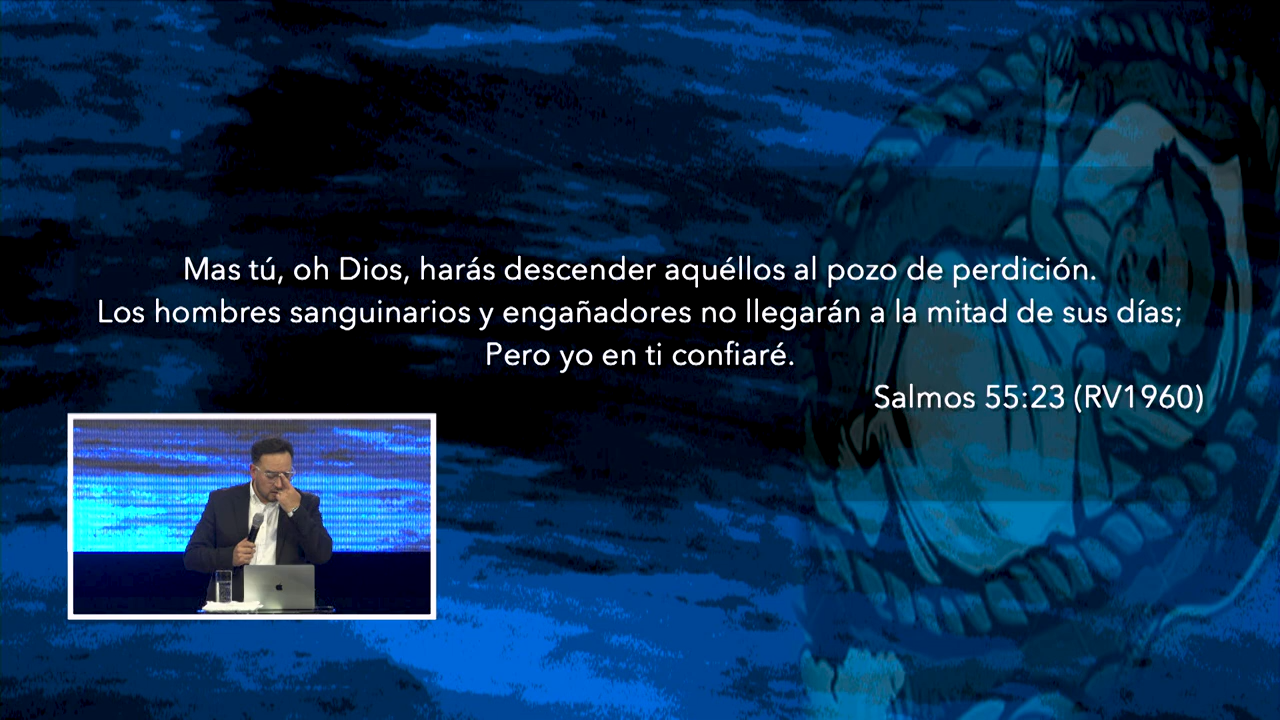 Mas tú, oh Dios, harás descender aquéllos al pozo de perdición.
Los hombres sanguinarios y engañadores no llegarán a la mitad de sus días;
Pero yo en ti confiaré.
Salmos 55:23 (RV1960)